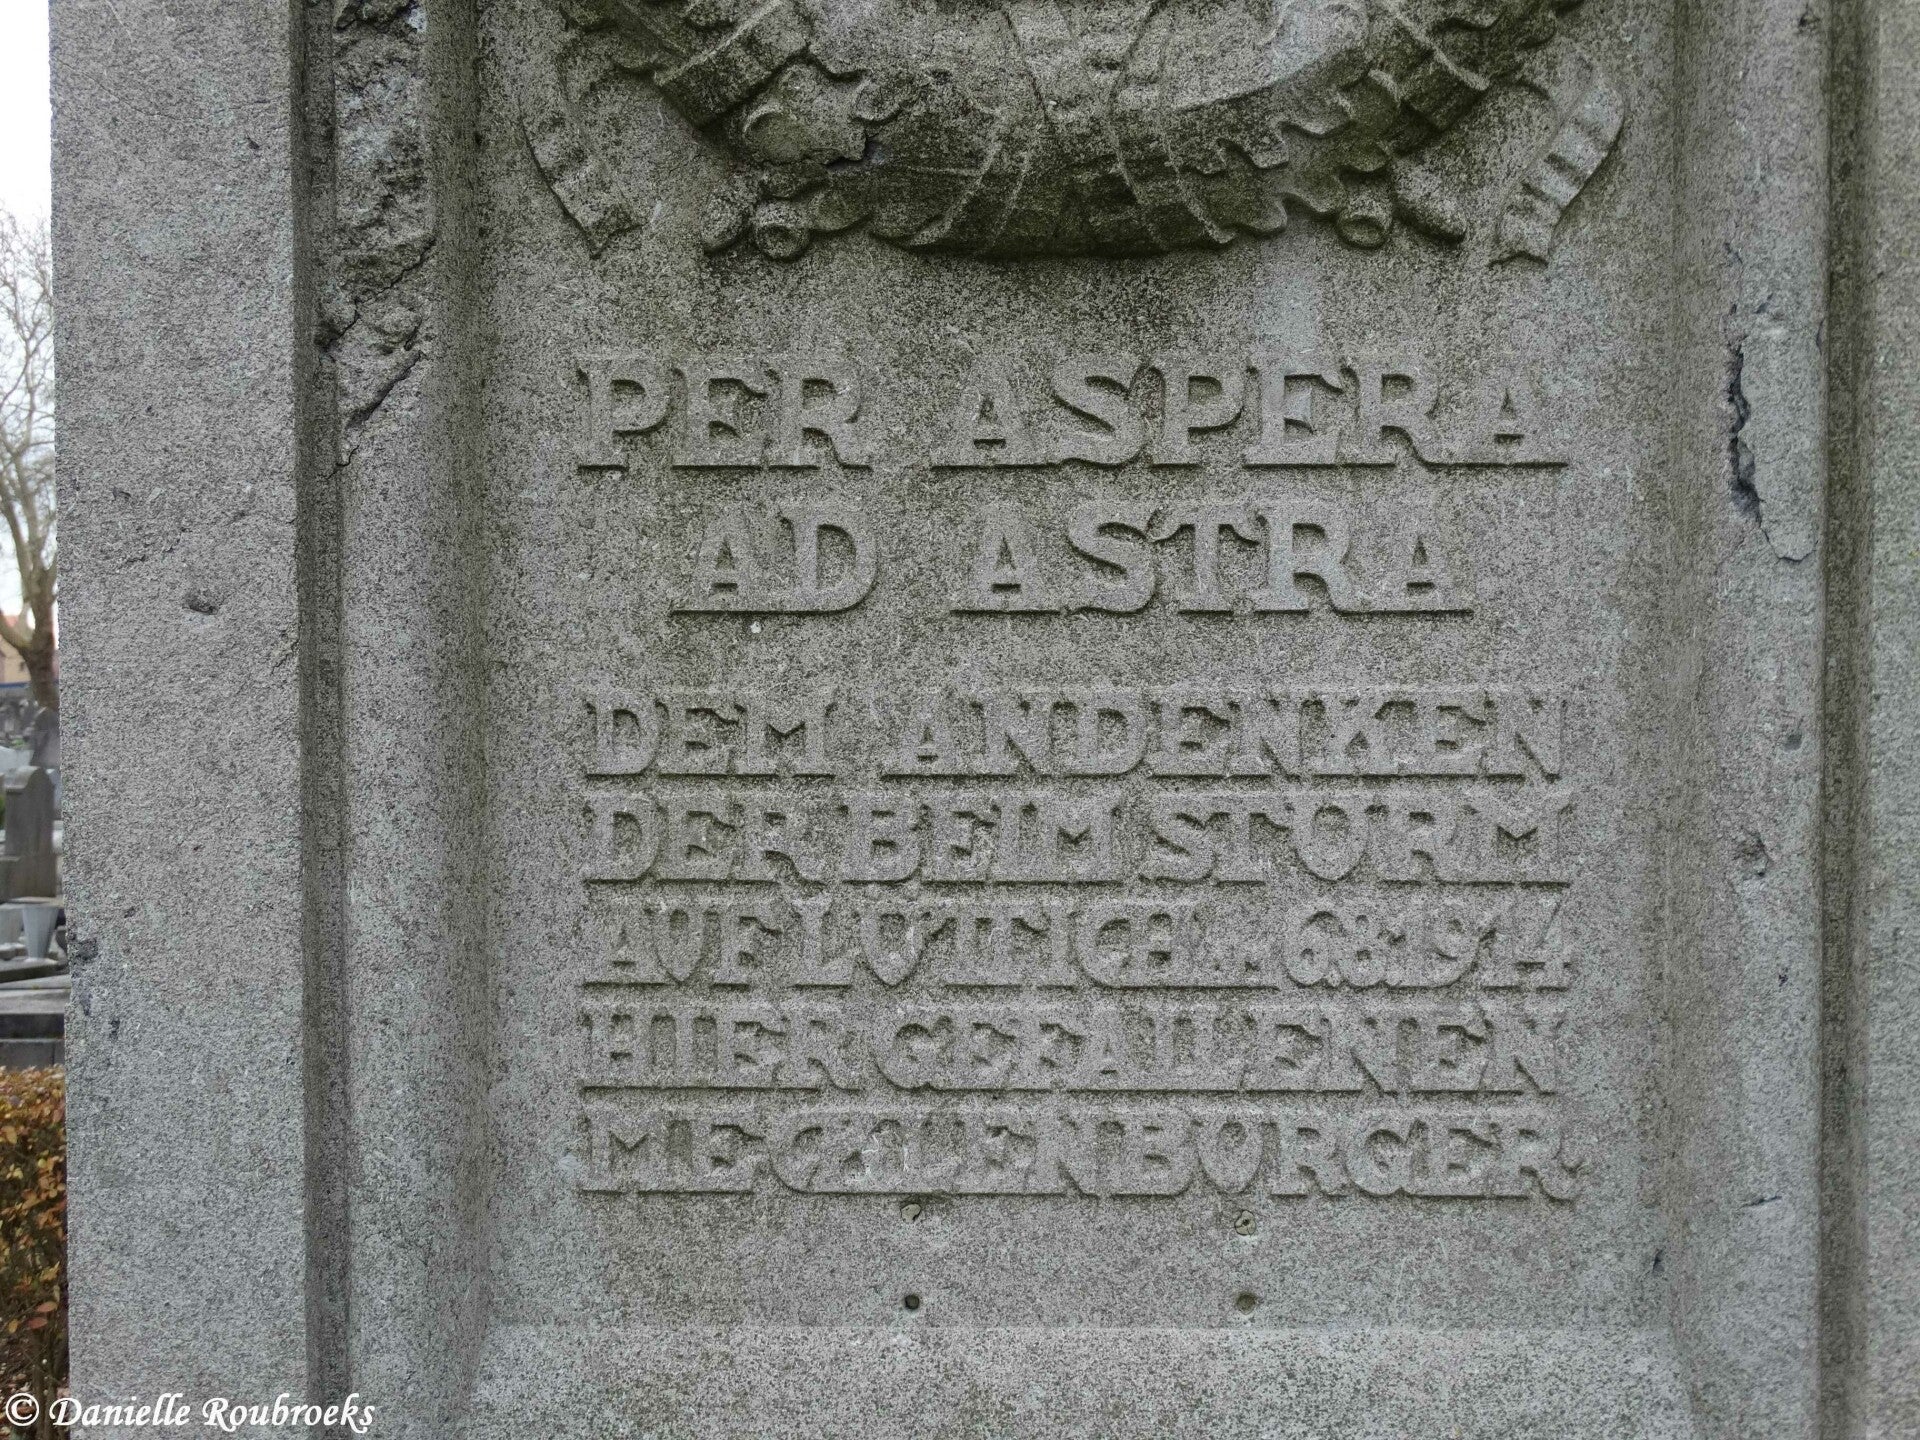 PER ASPERA
AD ASTRA
DEM ANDENKEN
DER BEIM STURM
AUF LÜTTICH AM 6.8.1914
HIER GEFALLENEN
MECKLENBURGER.
© Danielle Roubroeks